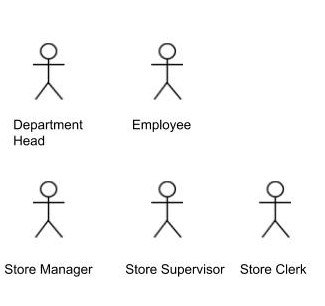 Department Employee
Head
Store Manager Store Supervisor Store Clerk